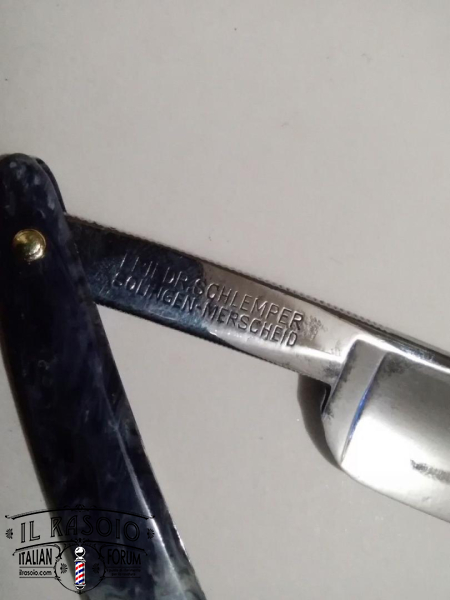 DR. SCHLEMPER
SOLINGEN-MERSCHEID
IL RASOIO
ITALIAN FORUM
ilrasoio.com